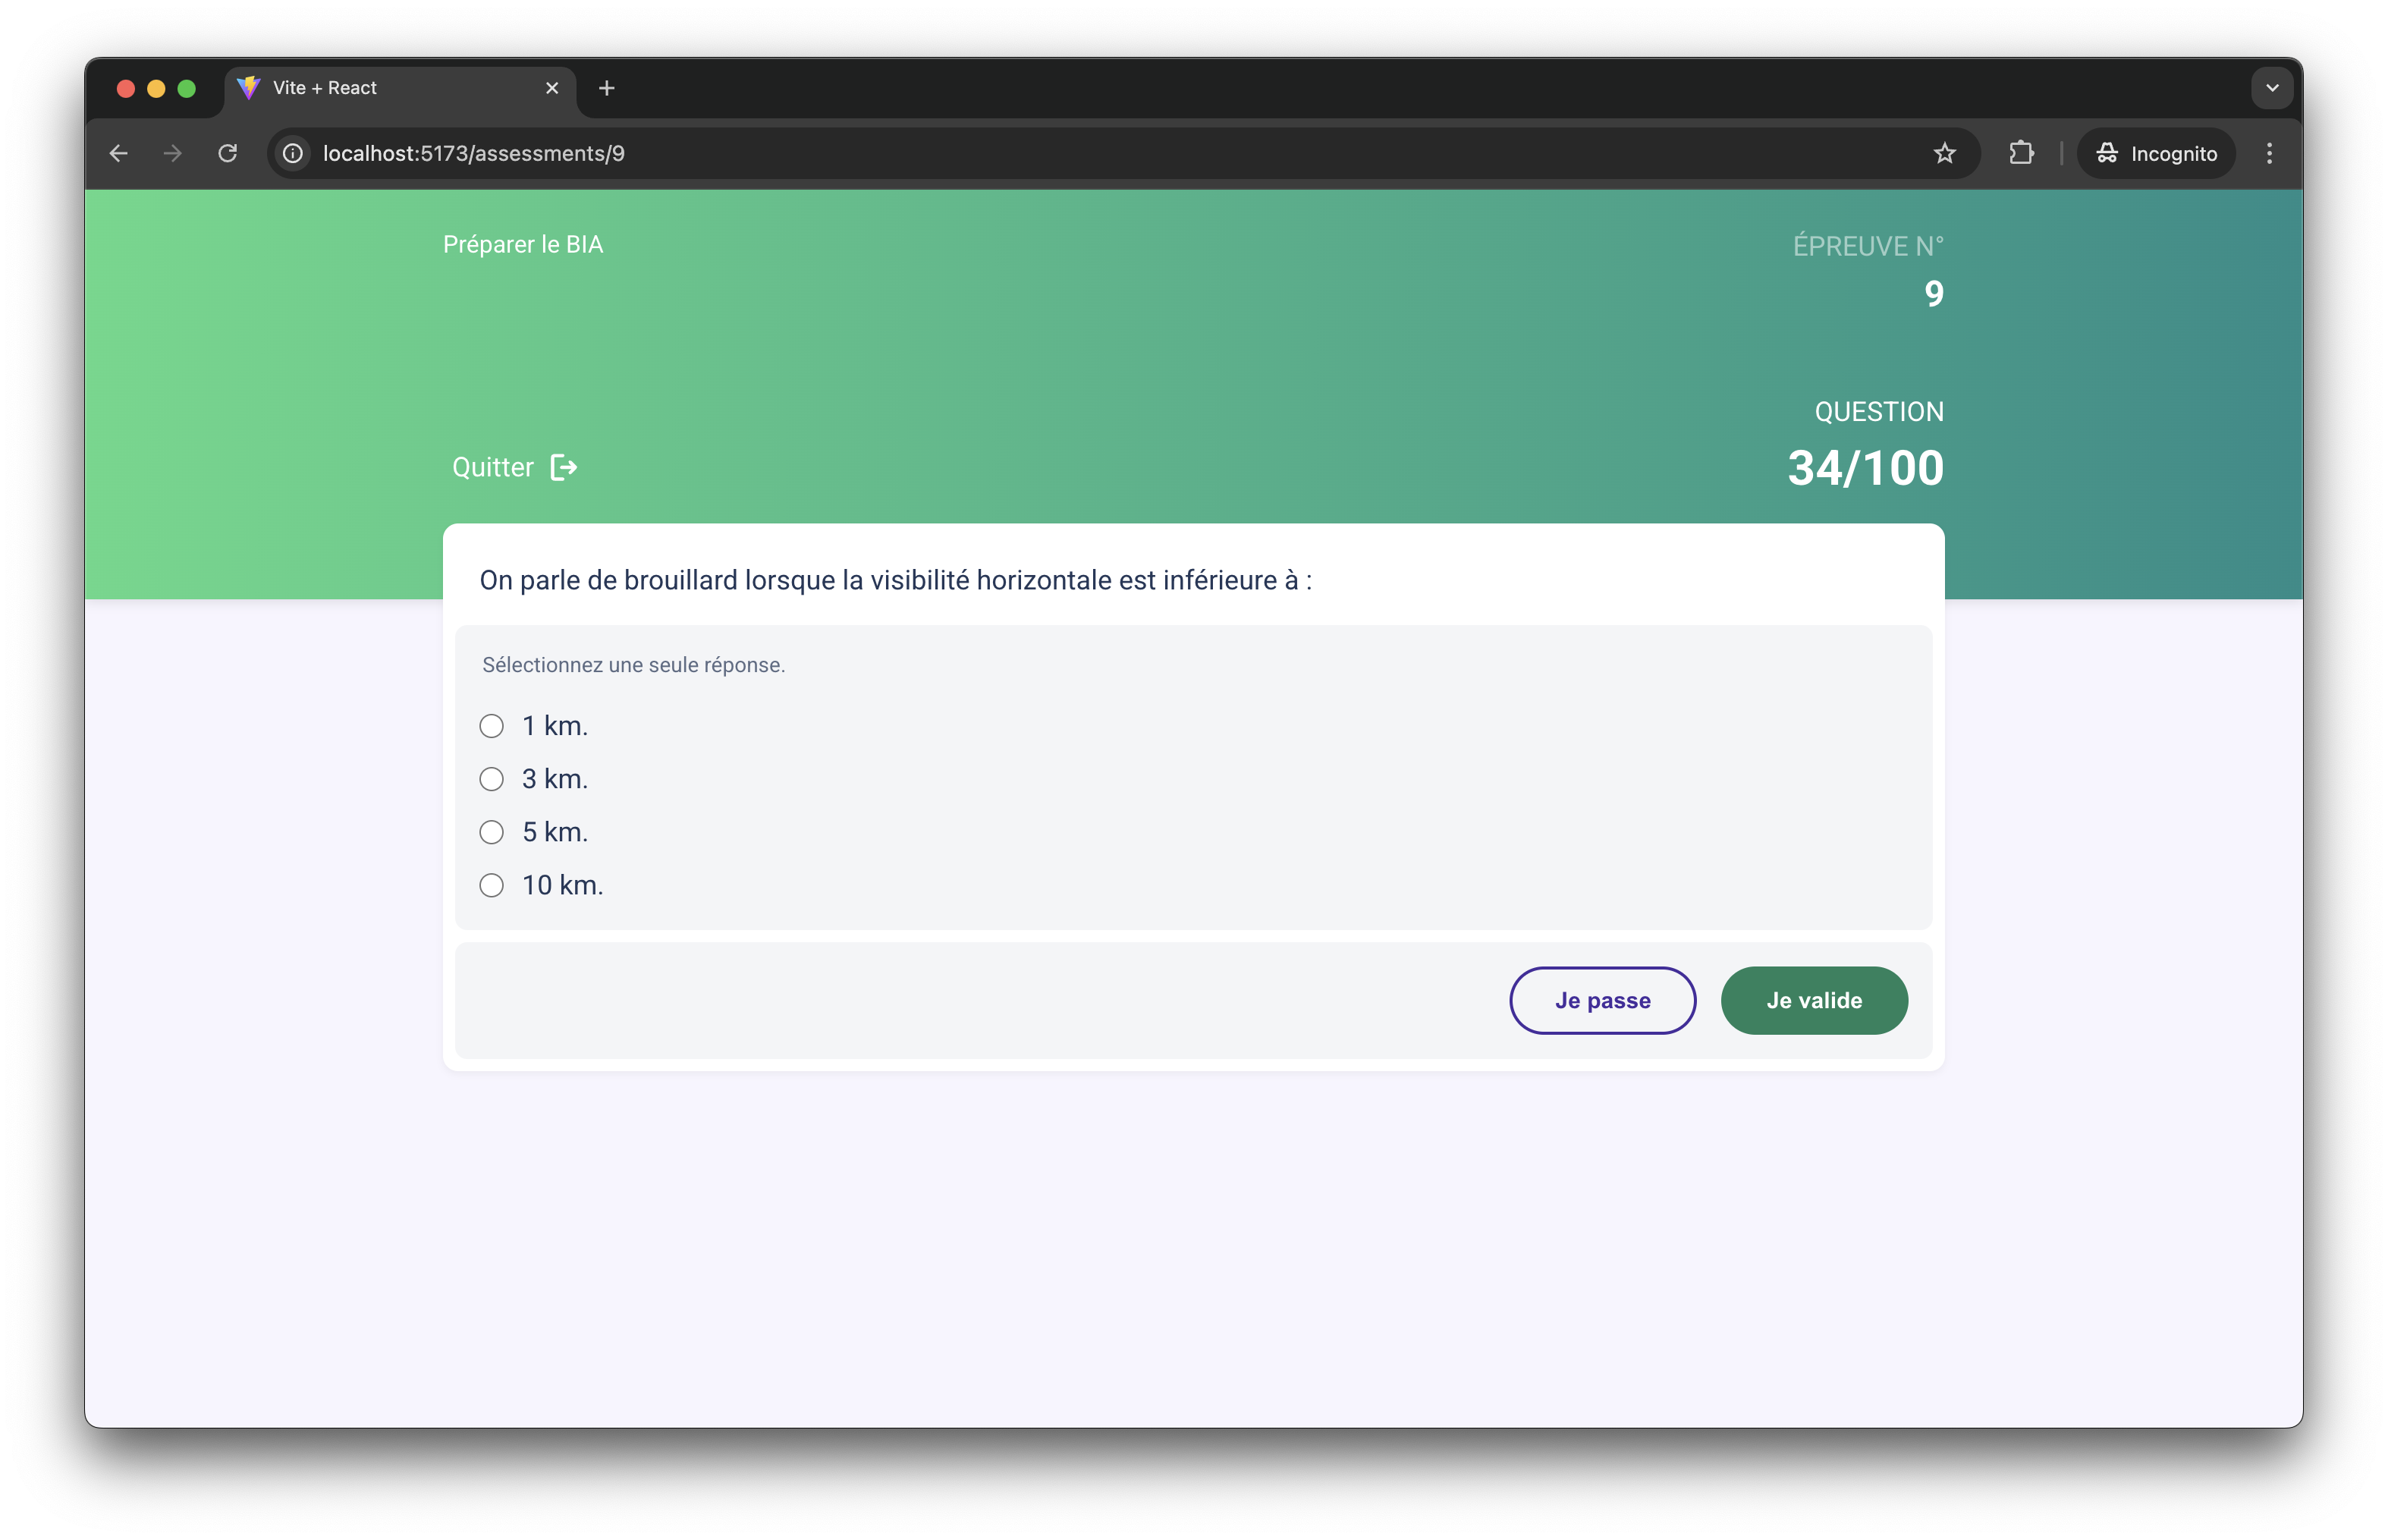 Vite + React
localhost:5173/assessments/9
Incognito
Préparer le BIA
ÉPREUVE N°
9
QUESTION
Quitter
34/100
On parle de brouillard lorsque la visibilité horizontale est inférieure à :
Sélectionnez une seule réponse.
1 km.
3 km.
5 km.
10 km.
Je passe
Je valide